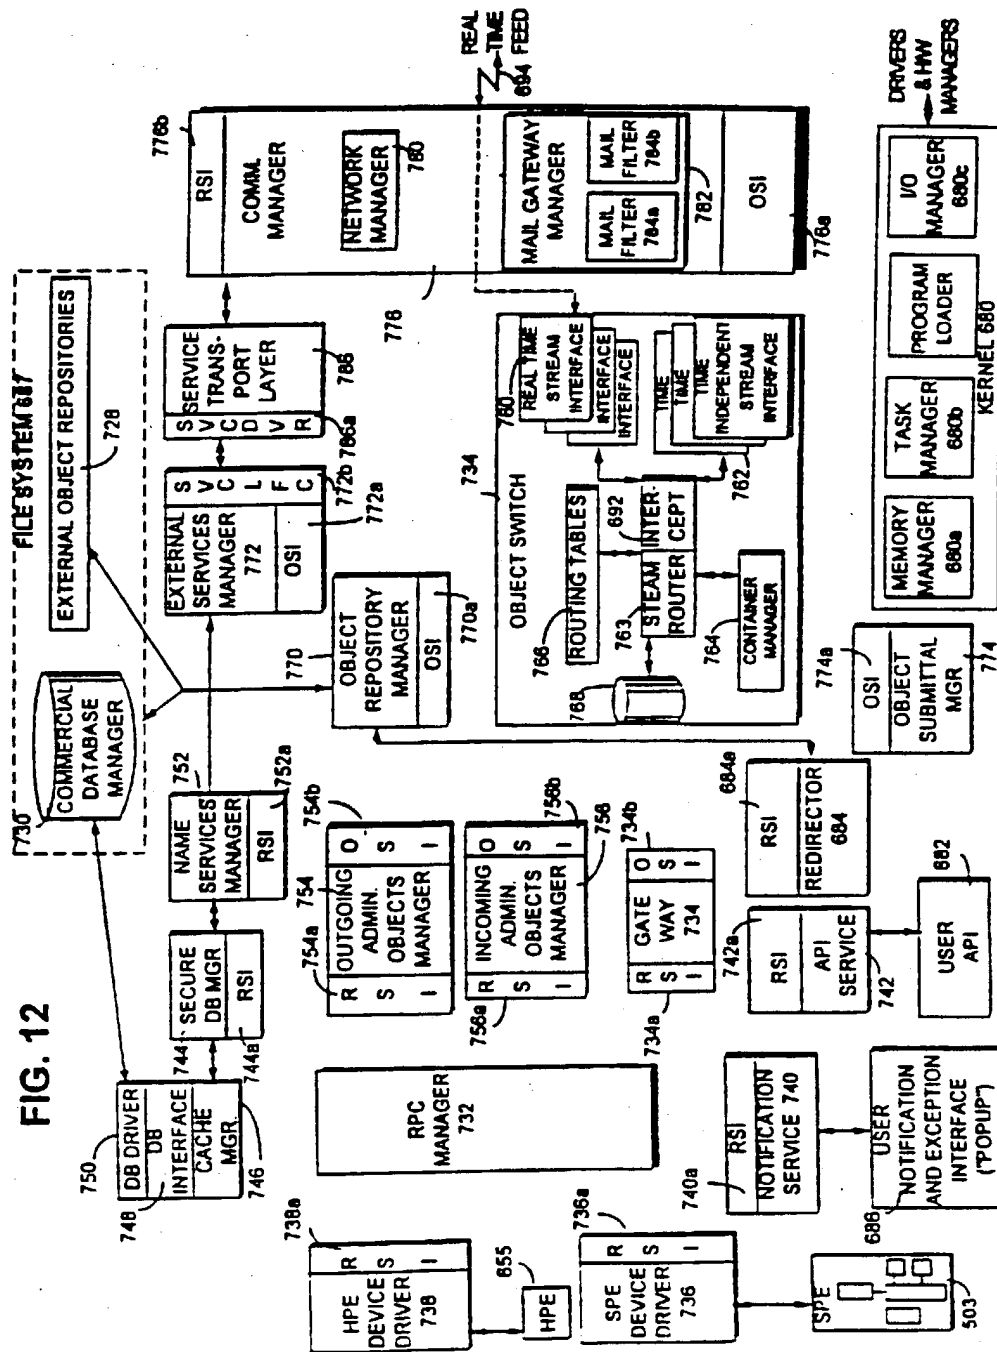 FIG. 12
FILE SYSTEM 687
730
COMMERCIAL
DATABASE
MANAGER
EXTERNAL OBJECT REPOSITORIES
728
750
DB DRIVER
DB
INTERFACE
CACHE
MGR.
748
746
744
SECURE
DB MGR
RSI
744a
752
NAME
SERVICES
MANAGER
RSI
752a
EXTERNAL
SERVICES
MANAGER
772
OSI
S
V
C
L
F
C
772b
772a
S
V
C
D
V
R
SERVICE
TRANS-
PORT
LAYER
786
786a
776b
RSI
COMM.
MANAGER
NETWORK
MANAGER
780
776
MAIL GATEWAY
MANAGER
MAIL
FILTER
784a
MAIL
FILTER
784b
782
OSI
776a
REAL
TIME
FEED
694
770
OBJECT
REPOSITORY
MANAGER
OSI
770a
738a
HPE
DEVICE
DRIVER
738
R
S
I
655
HPE
RPC
MANAGER
732
754a
R
S
I
OUTGOING
ADMIN.
OBJECTS
MANAGER
754
O
S
I
754b
756a
R
S
I
INCOMING
ADMIN.
OBJECTS
MANAGER
756
O
S
I
756b
734
OBJECT SWITCH
766
ROUTING TABLES
692
763
STEAM
ROUTER
INTER-
CEPT
764
CONTAINER
MANAGER
768
760
REAL TIME
STREAM
INTERFACE
INTERFACE
INTERFACE
762
TIME
TIME
TIME
INDEPENDENT
STREAM
INTERFACE
736a
SPE
DEVICE
DRIVER
736
R
S
I
SPE
503
734a
R
S
I
GATE
WAY
734
O
S
I
734b
740a
RSI
NOTIFICATION
SERVICE 740
686
USER
NOTIFICATION
AND EXCEPTION
INTERFACE
("POPUP")
742a
RSI
API
SERVICE
742
USER
API
682
684a
RSI
REDIRECTOR
684
774a
OSI
OBJECT
SUBMITTAL
MGR
774
MEMORY
MANAGER
680a
TASK
MANAGER
680b
PROGRAM
LOADER
I/O
MANAGER
680c
KERNEL 680
DRIVERS
& HW
MANAGERS